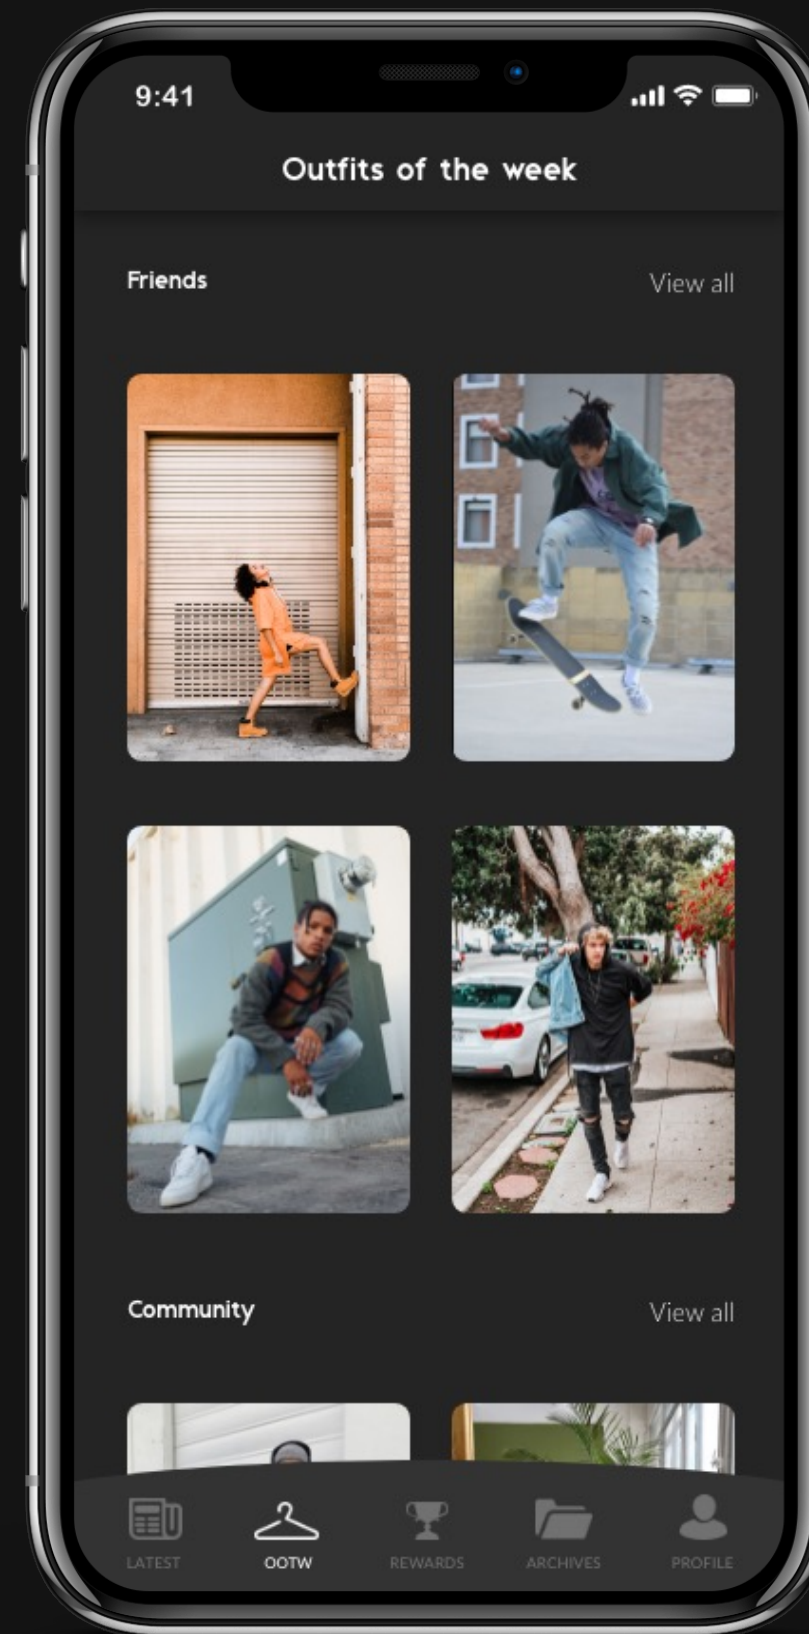 9:41
Outfits of the week
Friends
View all
Community
View all
LATEST
OOTW
REWARDS
ARCHIVES
PROFILE